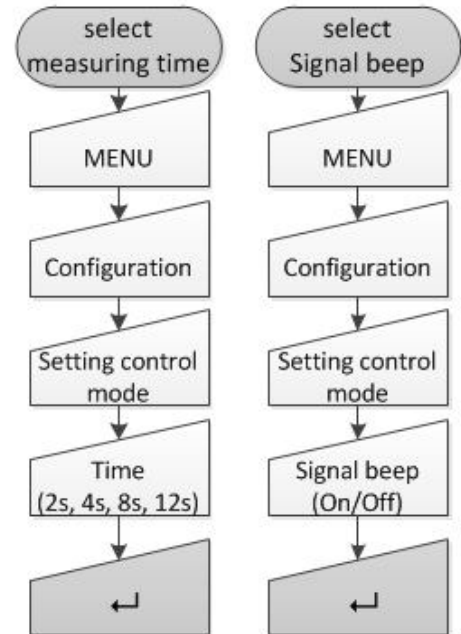 select
measuring time
MENU
Configuration
Setting control
mode
Time
(2s, 4s, 8s, 12s)
↵
select
Signal beep
MENU
Configuration
Setting control
mode
Signal beep
(On/Off)
↵